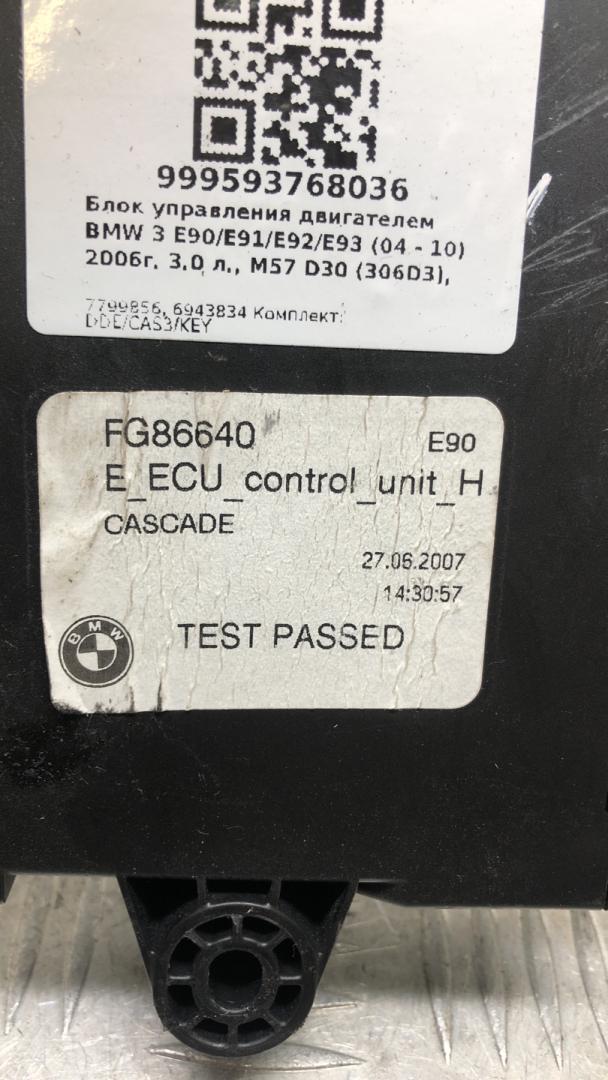 999593768036
Блок управления двигателем
BMW 3 E90/E91/E92/E93 (04 - 10)
2006г, 3.0 л., M57 D30 (306D3),
7799856, 6943834 Комплект:
DDE/CAS3/KEY
FG86640 E90
E_ECU_control_unit_H
CASCADE
27.06.2007
14:30:57
BMW TEST PASSED